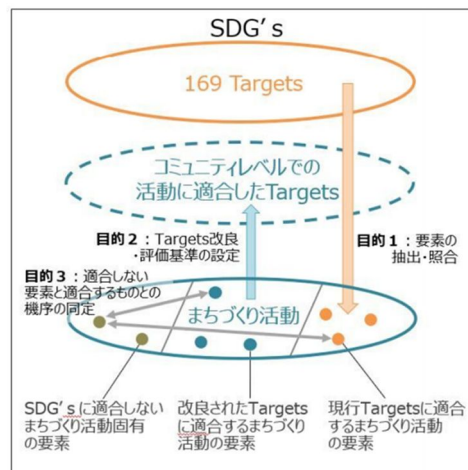 SDG's
169 Targets
コミュニティレベルでの
活動に適合したTargets
目的2：Targets改良
・評価基準の設定
目的1：要素の
抽出・照合
目的3：適合しない
要素と適合するものとの
機序の同定
まちづくり活動
SDG'sに適合しない
まちづくり活動固有
の要素
改良されたTargets
に適合するまちづくり
活動の要素
現行Targetsに適合
するまちづくり活動
の要素